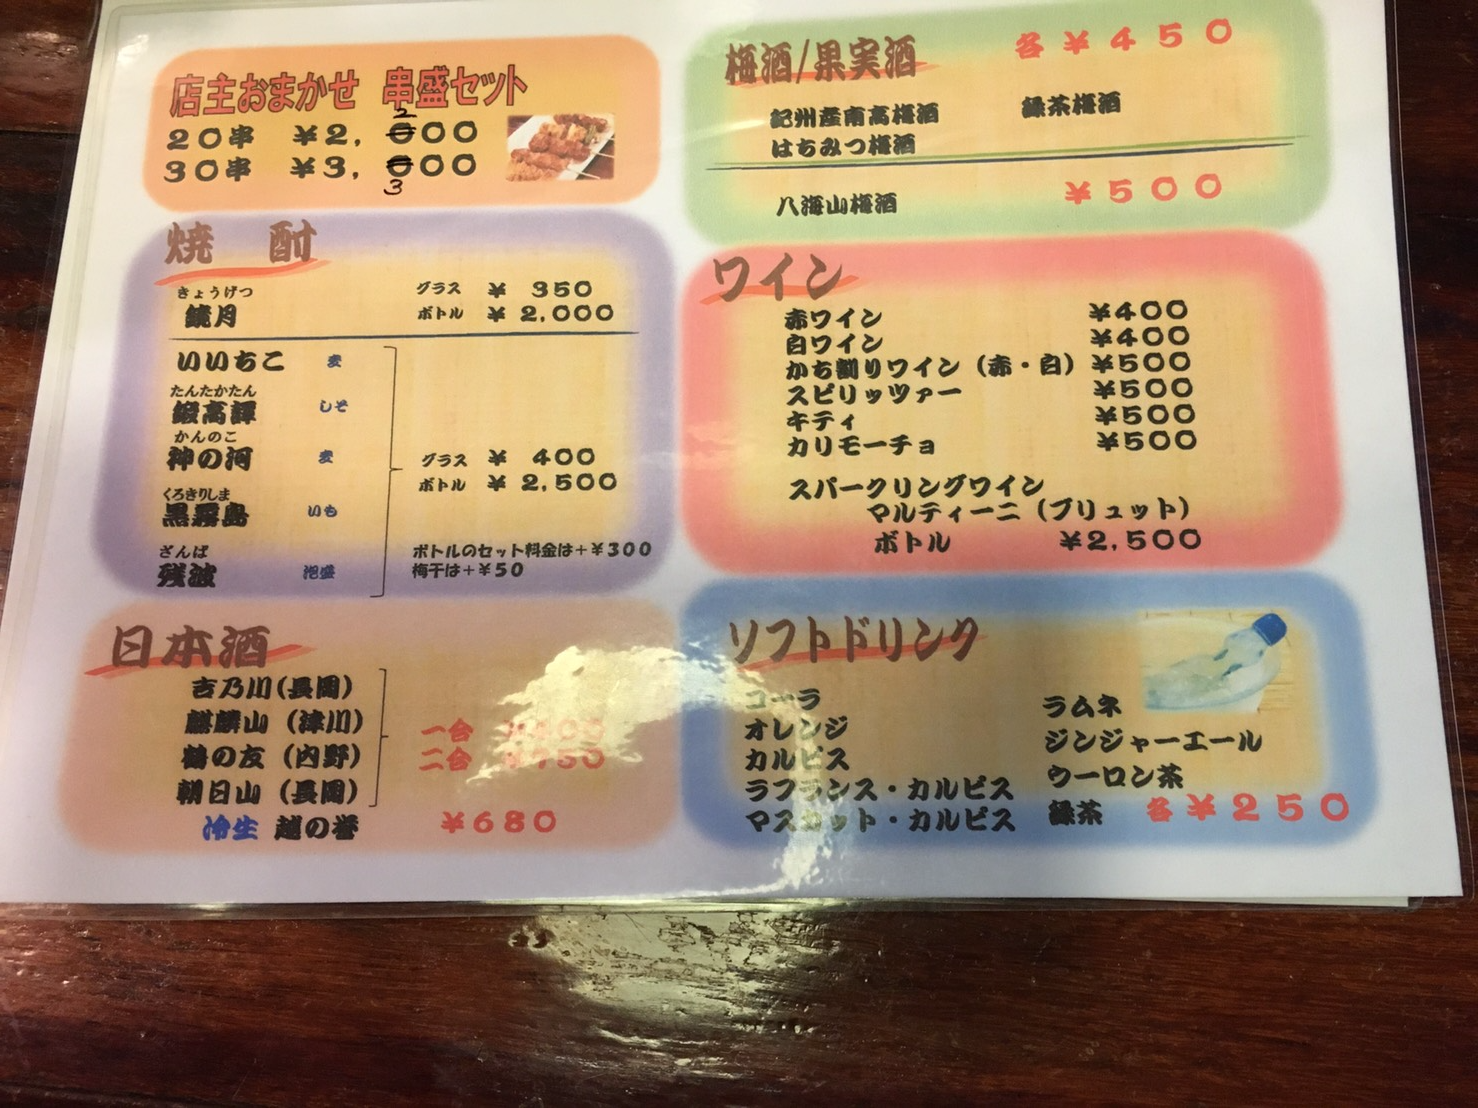 店主おまかせ 串盛セット
20串 ¥2,200
30串 ¥3,300
焼酎
きょうげつ
鏡月
グラス ¥ 350
ボトル ¥ 2,000
いいちこ 麦
たんたかたん
鍛高譚 しそ
かんのこ
神の河 麦
くろきりしま
黒霧島 いも
ざんぱ
残波 泡盛
グラス ¥ 400
ボトル ¥ 2,500
ボトルのセット料金は+¥300
梅干は+¥50
日本酒
吉乃川(長岡)
麒麟山(津川)
鶴の友(内野)
朝日山(長岡)
一合
二合 ¥750
冷生 越の誉 ¥680
梅酒/果実酒 各¥450
紀州産南高梅酒 緑茶梅酒
はちみつ梅酒
八海山梅酒 ¥500
ワイン
赤ワイン ¥400
白ワイン ¥400
かち割りワイン(赤・白) ¥500
スピリッツァー ¥500
キティ ¥500
カリモーチョ ¥500
スパークリングワイン
マルティーニ(ブリュット)
ボトル ¥2,500
ソフトドリンク
コーラ
オレンジ
カルピス
ラフランス・カルピス
マスカット・カルピス
ラムネ
ジンジャーエール
ウーロン茶
緑茶 各¥250